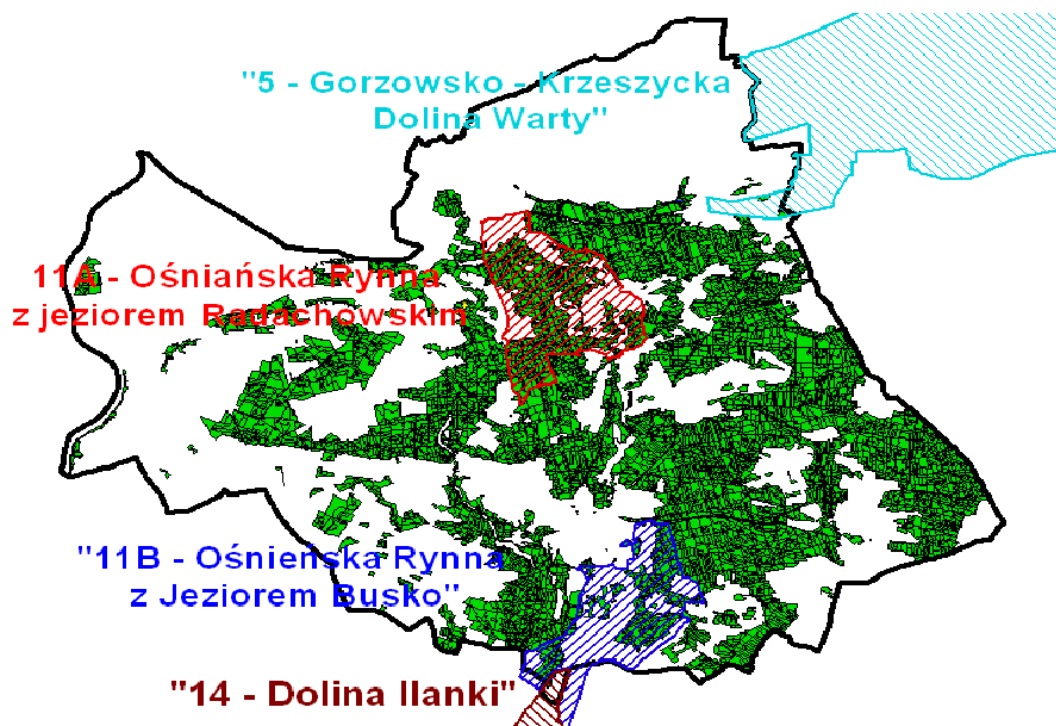 "5 - Gorzowsko - Krzeszycka
Dolina Warty"
11A - Ośniańska Rynna
z jeziorem Radachowskim
"11B - Ośnieńska Rynna
z Jeziorem Busko"
"14 - Dolina Ilanki"